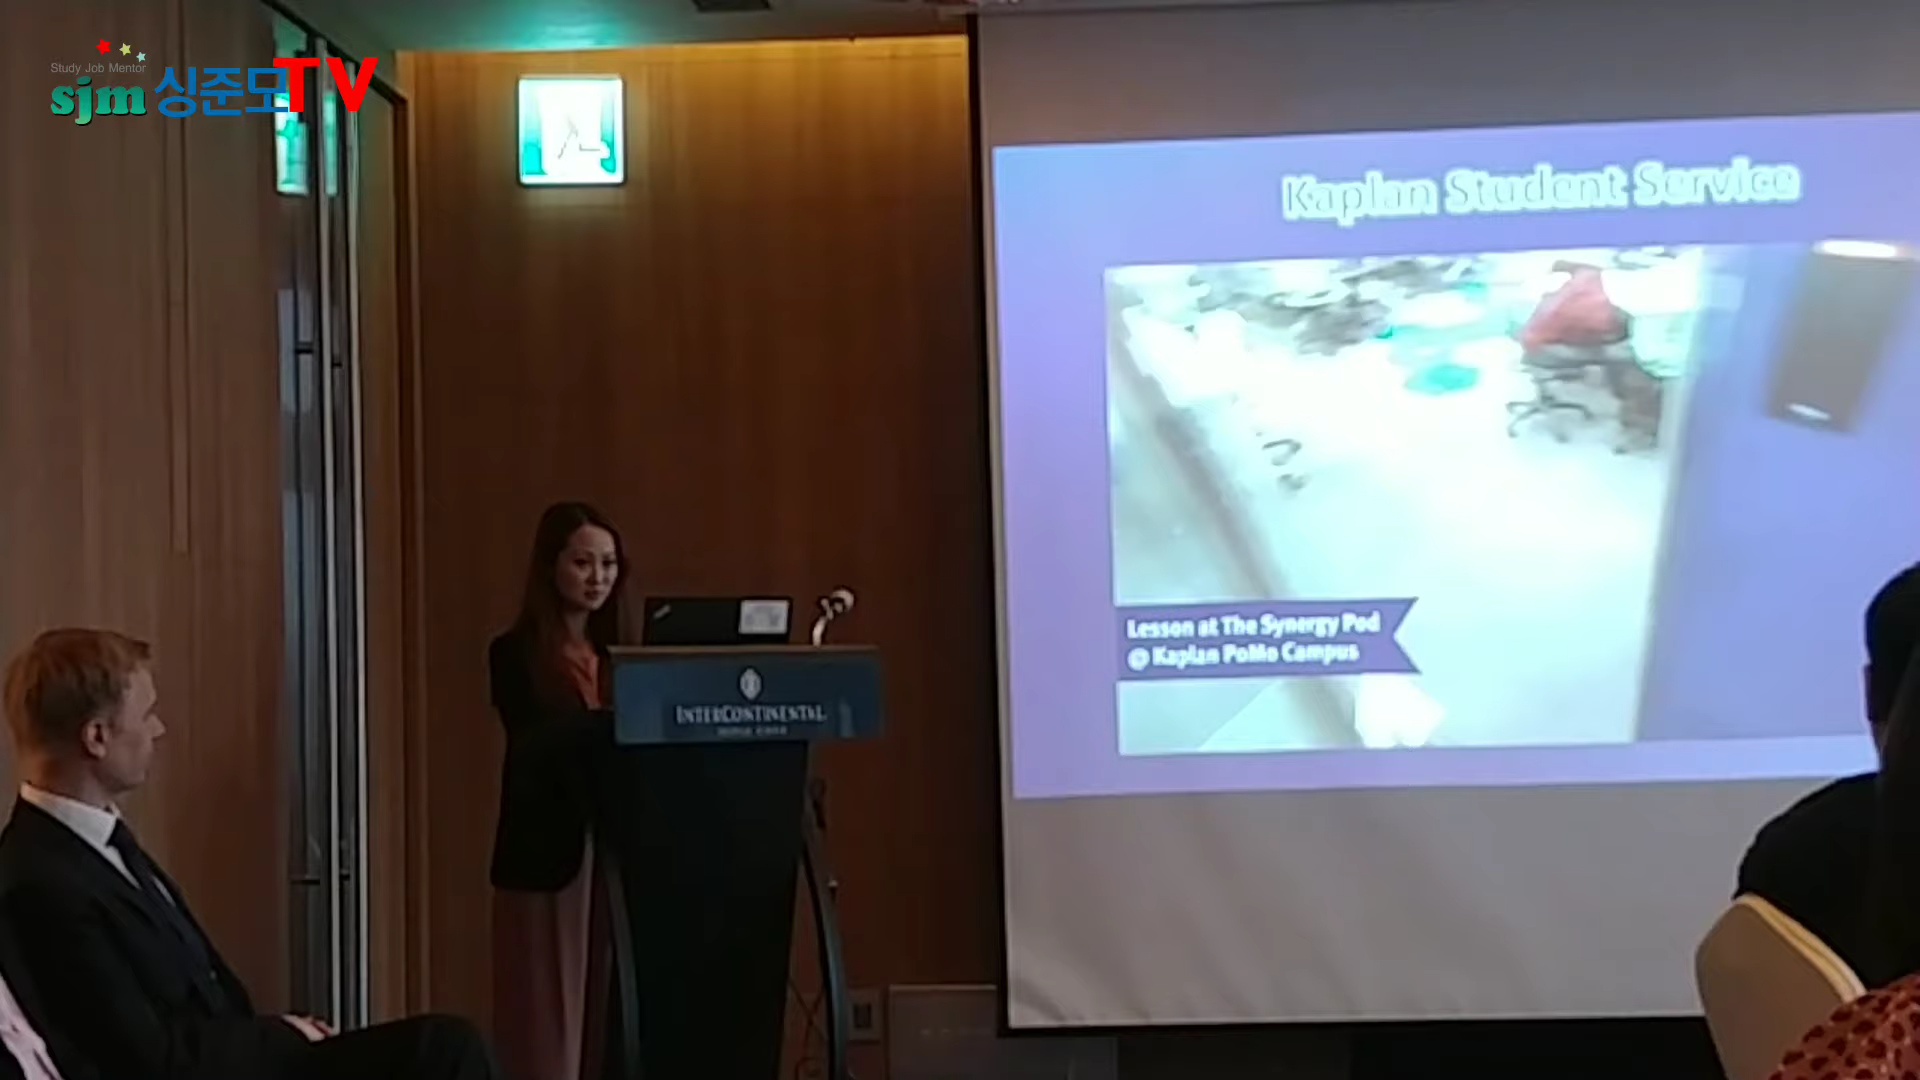 Study Job Mentor
sjm 싱준모TV
Kaplan Student Service
Lesson at The Synergy Pod
@ Kaplan PoMo Campus
INTERCONTINENTAL